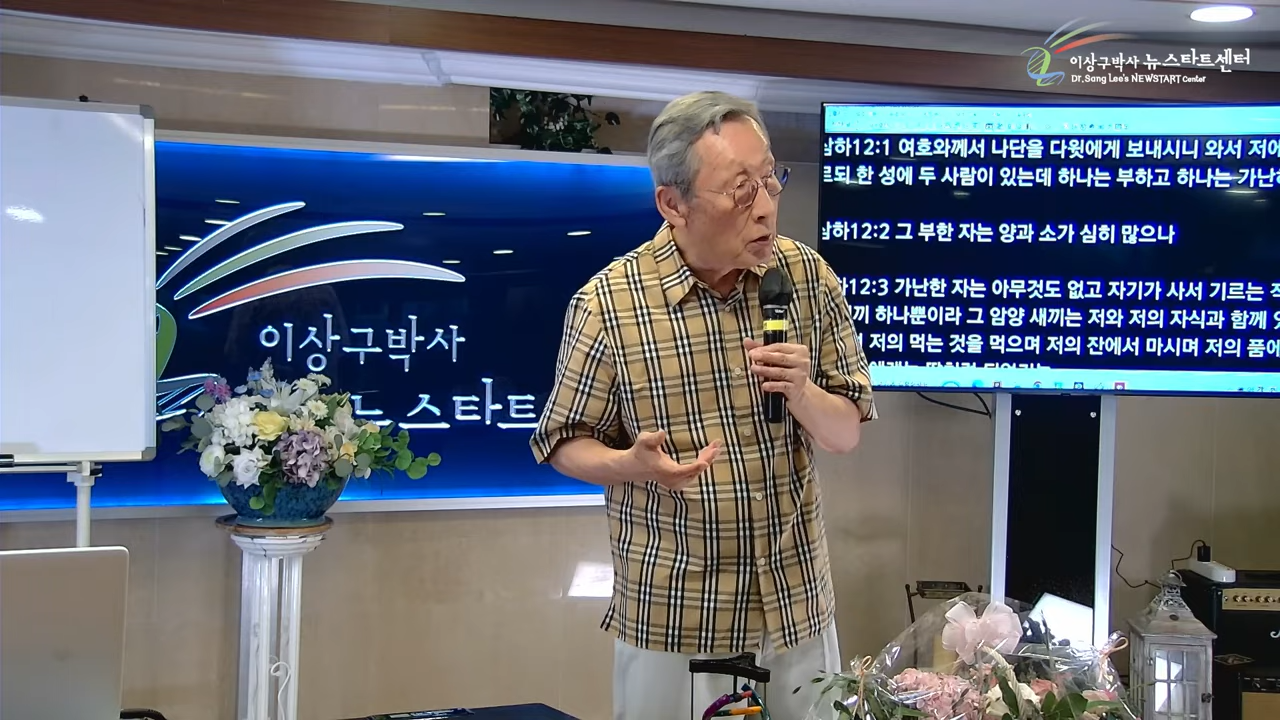 이상구박사 뉴스타트센터
Dr.Sang Lee's NEWSTART Center
이상구박사
뉴스타트
삼하12:1 여호와께서 나단을 다윗에게 보내시니 와서 저에
르되 한 성에 두 사람이 있는데 하나는 부하고 하나는 가난하
삼하12:2 그 부한 자는 양과 소가 심히 많으나
삼하12:3 가난한 자는 아무것도 없고 자기가 사서 기르는
끼 하나뿐이라 그 암양 새끼는 저와 저의 자식과 함께
저의 먹는 것을 먹으며 저의 잔에서 마시며 저의 품에